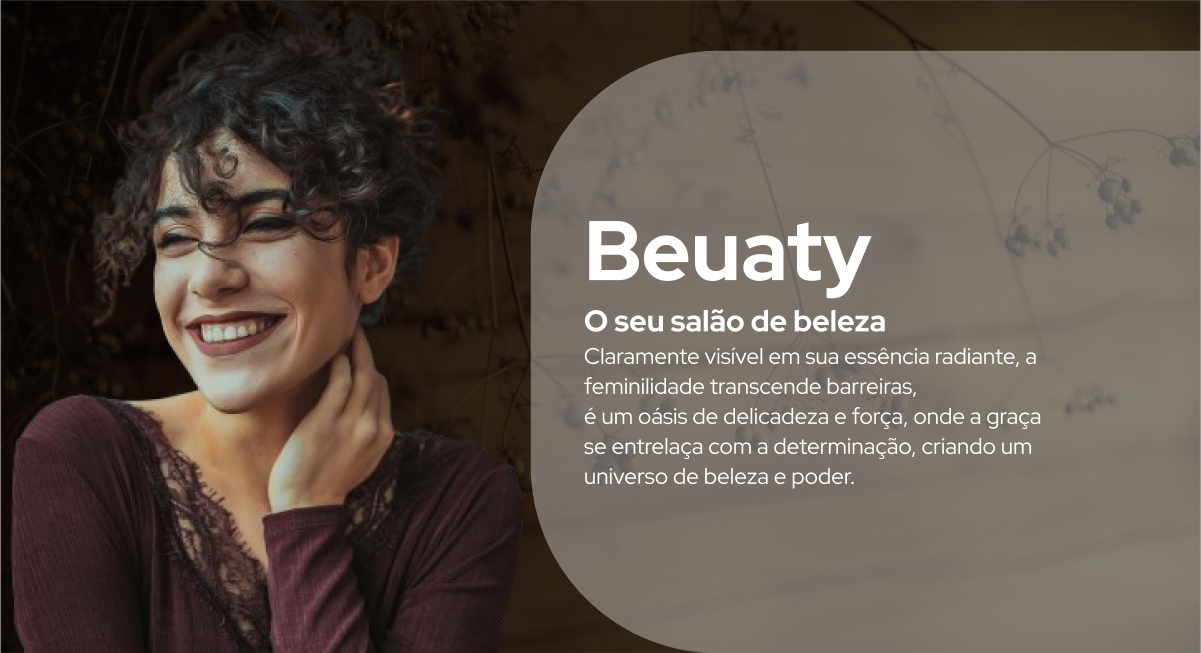 Beuaty
O seu salão de beleza
Claramente visível em sua essência radiante, a
feminilidade transcende barreiras,
é um oásis de delicadeza e força, onde a graça
se entrelaça com a determinação, criando um
universo de beleza e poder.